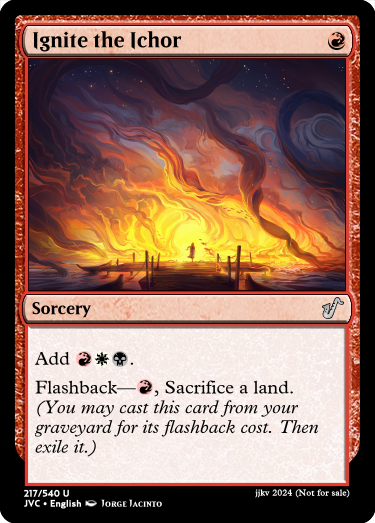 Ignite the Ichor
Sorcery
Add
Flashback—, Sacrifice a land.
(You may cast this card from your
graveyard for its flashback cost. Then
exile it.)
217/540 U
jjkv 2024 (Not for sale)
JVC • English Jorge Jacinto